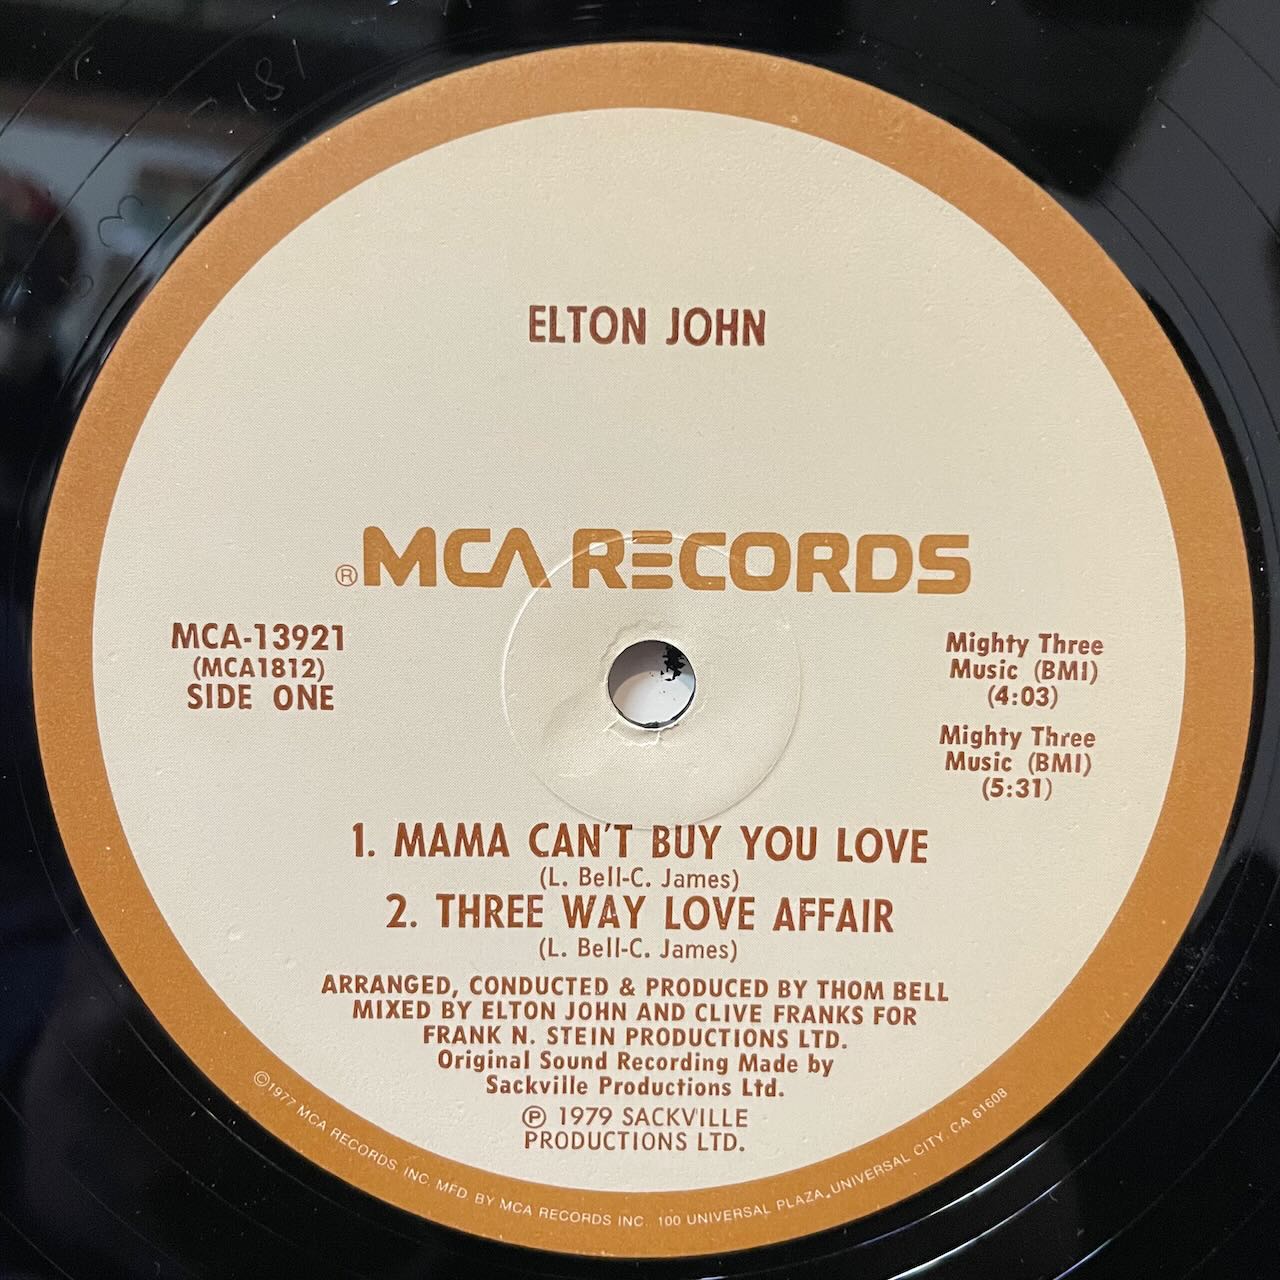 ELTON JOHN
® MCA RECORDS
MCA-13921
(MCA1812)
SIDE ONE
Mighty Three
Music (BMI)
(4:03)
Mighty Three
Music (BMI)
(5:31)
1. MAMA CAN'T BUY YOU LOVE
(L. Bell-C. James)
2. THREE WAY LOVE AFFAIR
(L. Bell-C. James)
ARRANGED, CONDUCTED & PRODUCED BY THOM BELL
MIXED BY ELTON JOHN AND CLIVE FRANKS FOR
FRANK N. STEIN PRODUCTIONS LTD.
Original Sound Recording Made by
Sackville Productions Ltd.
℗ 1979 SACKVILLE
PRODUCTIONS LTD.
©1977 MCA RECORDS, INC. MFD. BY MCA RECORDS INC. 100 UNIVERSAL PLAZA, UNIVERSAL CITY, CA 61608